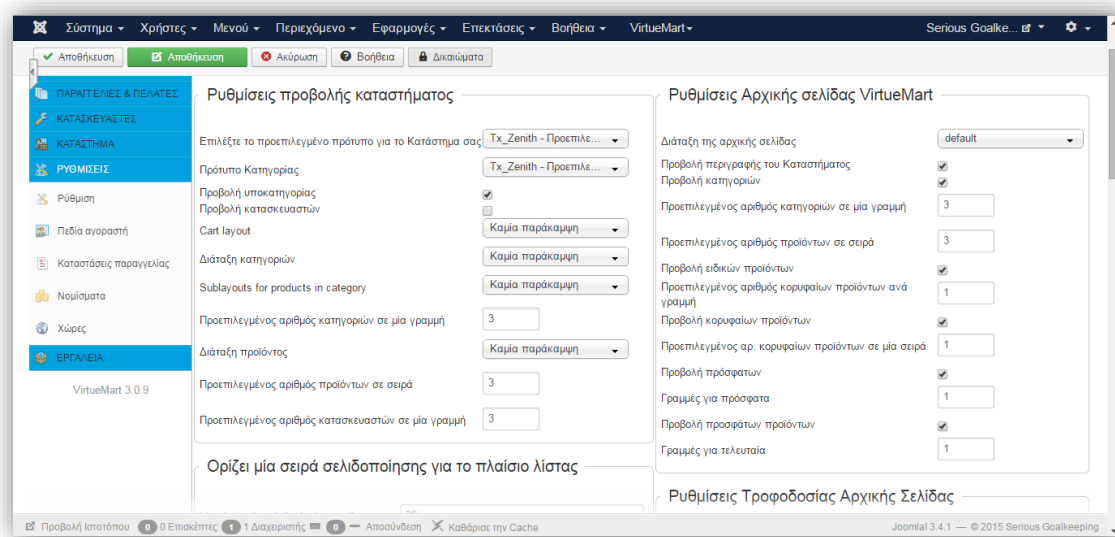 Σύστημα Χρήστες Μενού Περιεχόμενο Εφαρμογές Επεκτάσεις Βοήθεια VirtueMart Serious Goalke...
Αποθήκευση Αποθήκευση Ακύρωση Βοήθεια Δικαιώματα
ΠΑΡΑΓΓΕΛΙΕΣ & ΠΕΛΑΤΕΣ
ΚΑΤΑΣΚΕΥΑΣΤΕΣ
ΚΑΤΑΣΤΗΜΑ
ΡΥΘΜΙΣΕΙΣ
Ρύθμιση
Πεδία αγοραστή
Καταστάσεις παραγγελίας
Νομίσματα
Χώρες
ΕΡΓΑΛΕΙΑ
VirtueMart 3.0.9
Ρυθμίσεις προβολής καταστήματος
Επιλέξτε το προεπιλεγμένο πρότυπο για το Κατάστημα σας Tx_Zenith - Προεπιλε...
Πρότυπο Κατηγορίας Tx_Zenith - Προεπιλε...
Προβολή υποκατηγορίας
Προβολή κατασκευαστών
Cart layout Καμία παράκαμψη
Διάταξη κατηγοριών Καμία παράκαμψη
Sublayouts for products in category Καμία παράκαμψη
Προεπιλεγμένος αριθμός κατηγοριών σε μία γραμμή 3
Διάταξη προϊόντος Καμία παράκαμψη
Προεπιλεγμένος αριθμός προϊόντων σε σειρά 3
Προεπιλεγμένος αριθμός κατασκευαστών σε μία γραμμή 3
Ορίζει μία σειρά σελιδοποίησης για το πλαίσιο λίστας
Ρυθμίσεις Αρχικής σελίδας VirtueMart
Διάταξη της αρχικής σελίδας default
Προβολή περιγραφής του Καταστήματος
Προβολή κατηγοριών
Προεπιλεγμένος αριθμός κατηγοριών σε μία γραμμή 3
Προεπιλεγμένος αριθμός προϊόντων σε σειρά 3
Προβολή ειδικών προϊόντων
Προεπιλεγμένος αριθμός κορυφαίων προϊόντων ανά
γραμμή 1
Προβολή κορυφαίων προϊόντων
Προεπιλεγμένος αρ. κορυφαίων προϊόντων σε μία σειρά 1
Προβολή πρόσφατων
Γραμμές για πρόσφατα 1
Προβολή προσφάτων προϊόντων
Γραμμές για τελευταία 1
Ρυθμίσεις Τροφοδοσίας Αρχικής Σελίδας
Προβολή Ιστοτόπου 0 0 Επισκέπτες 1 1 Διαχειριστής 0 Αποσύνδεση Καθάρισε την Cache Joomla! 3.4.1 — © 2015 Serious Goalkeeping